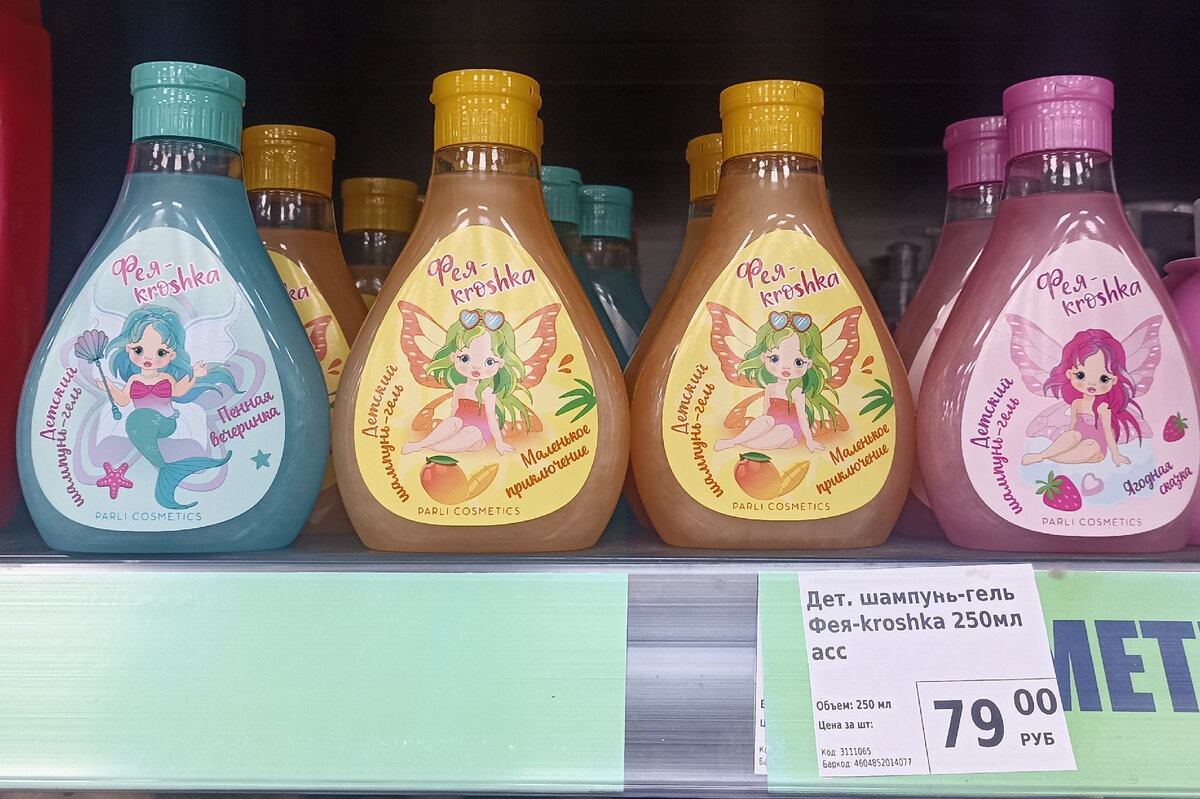 Фея-
kroshka
Детский
шампунь-гель
Пенная
вечеринка
PARLI COSMETICS
ka
Фея-
kroshka
Детский
шампунь-гель
Маленькое
приключение
PARLI COSMETICS
Фея-
kroshka
Детский
шампунь-гель
Маленькое
приключение
PARLI COSMETICS
Фея-
kroshka
Детский
шампунь-гель
Ягодная
сказка
PARLI COSMETICS
Дет. шампунь-гель
Фея-kroshka 250мл
асс
Объем: 250 мл
Цена за шт:
Код: 3111065
Баркод: 4604852014077
79 00
РУБ
МЕТ